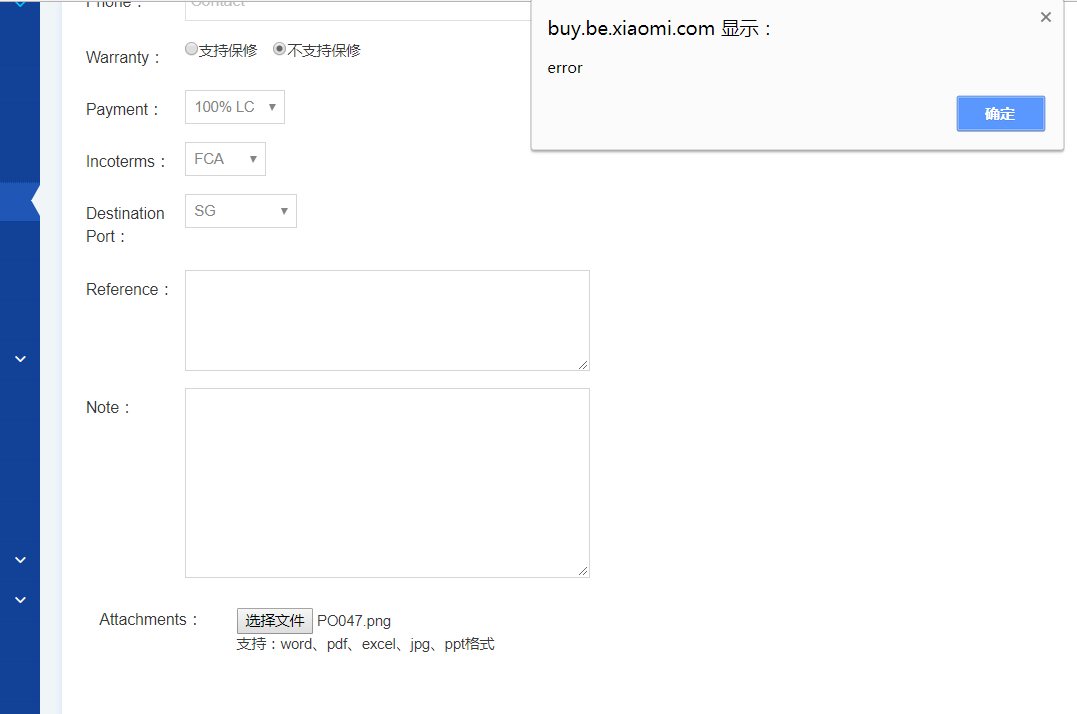 Phone：
Contact
buy.be.xiaomi.com 显示：
error
确定
Warranty：
支持保修 不支持保修
Payment：
100% LC
Incoterms：
FCA
Destination
Port：
SG
Reference：
Note：
Attachments：
选择文件 PO047.png
支持：word、pdf、excel、jpg、ppt格式